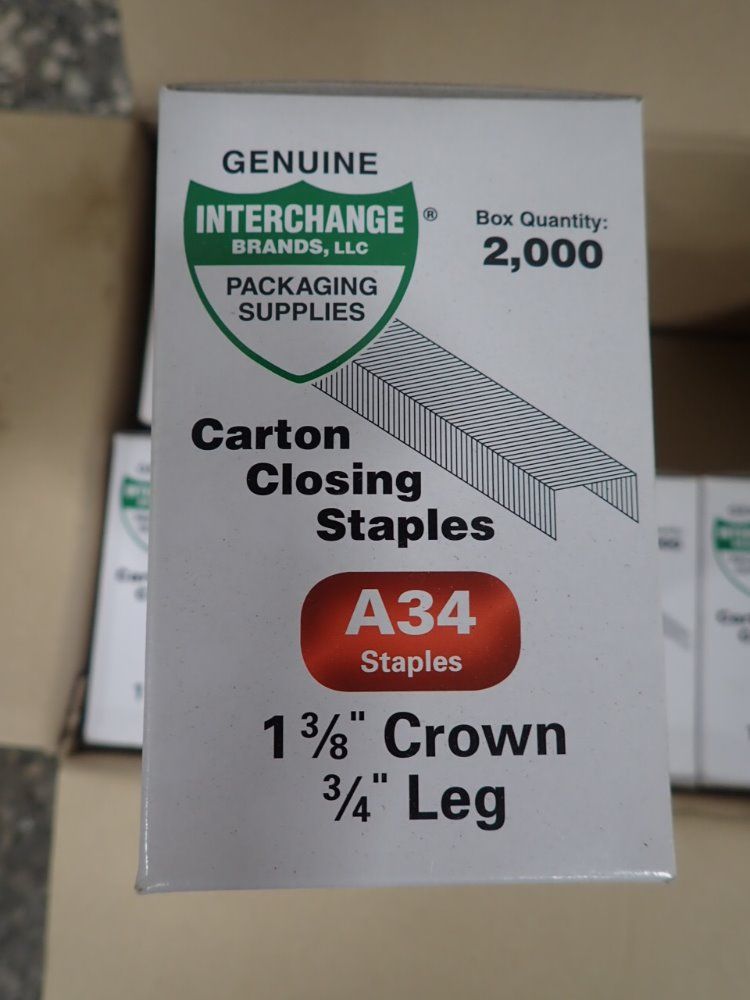 GENUINE
INTERCHANGE ®
BRANDS, LLC
PACKAGING
SUPPLIES
Box Quantity:
2,000
Carton
Closing
Staples
A34
Staples
1 3/8" Crown
3/4" Leg
INTERCHANGE